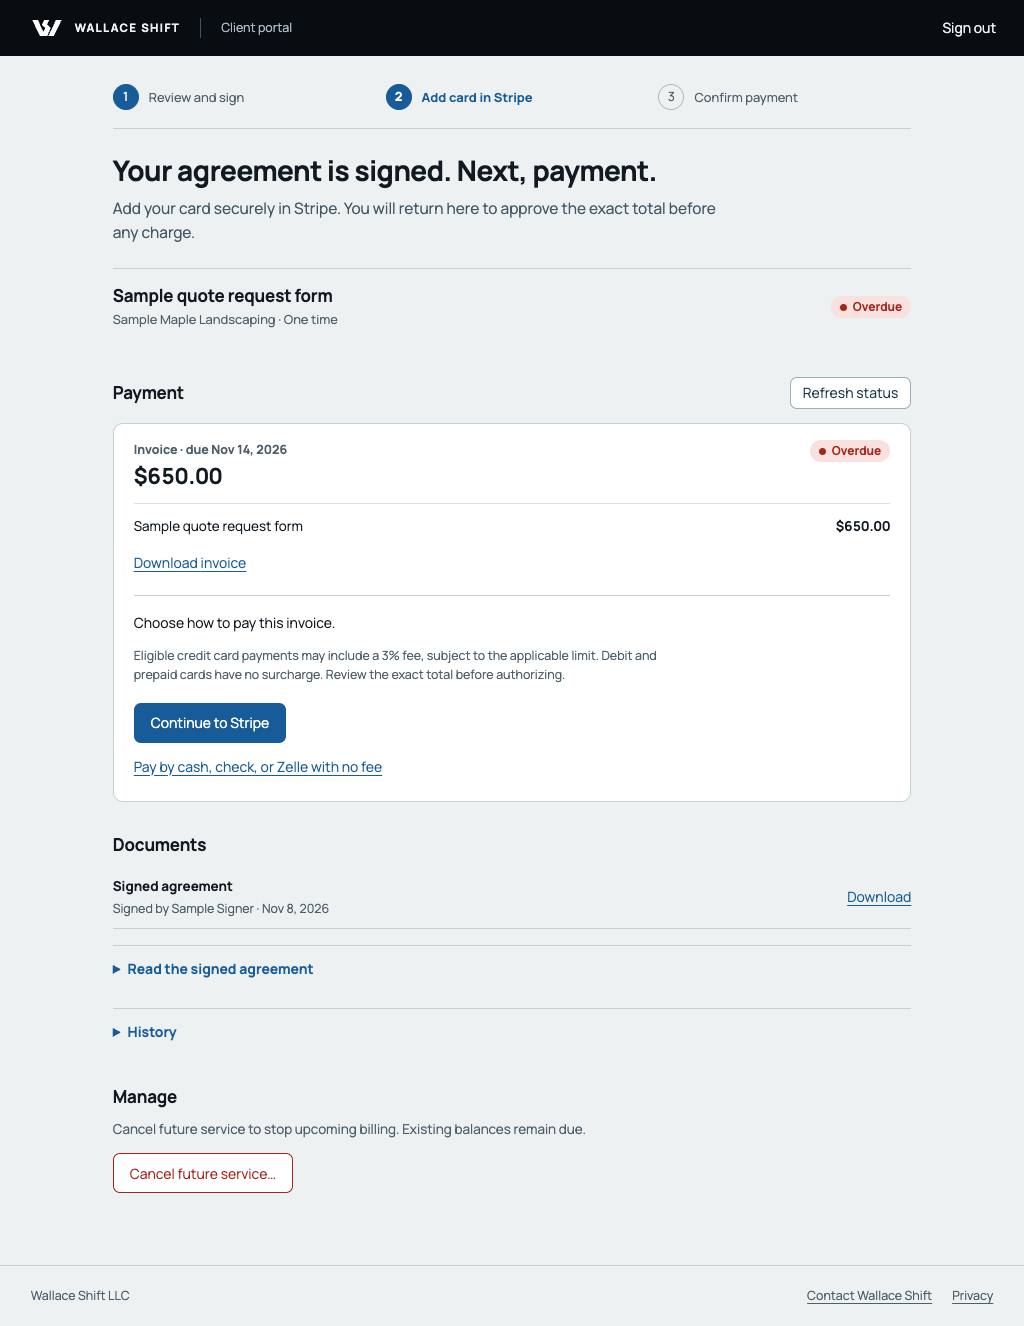 WALLACE SHIFT
Client portal
Sign out
1 Review and sign
2 Add card in Stripe
3 Confirm payment
Your agreement is signed. Next, payment.
Add your card securely in Stripe. You will return here to approve the exact total before
any charge.
Sample quote request form
Sample Maple Landscaping · One time
Overdue
Payment
Refresh status
Invoice · due Nov 14, 2026
Overdue
$650.00
Sample quote request form
$650.00
Download invoice
Choose how to pay this invoice.
Eligible credit card payments may include a 3% fee, subject to the applicable limit. Debit and
prepaid cards have no surcharge. Review the exact total before authorizing.
Continue to Stripe
Pay by cash, check, or Zelle with no fee
Documents
Signed agreement
Signed by Sample Signer · Nov 8, 2026
Download
Read the signed agreement
History
Manage
Cancel future service to stop upcoming billing. Existing balances remain due.
Cancel future service…
Wallace Shift LLC
Contact Wallace Shift
Privacy